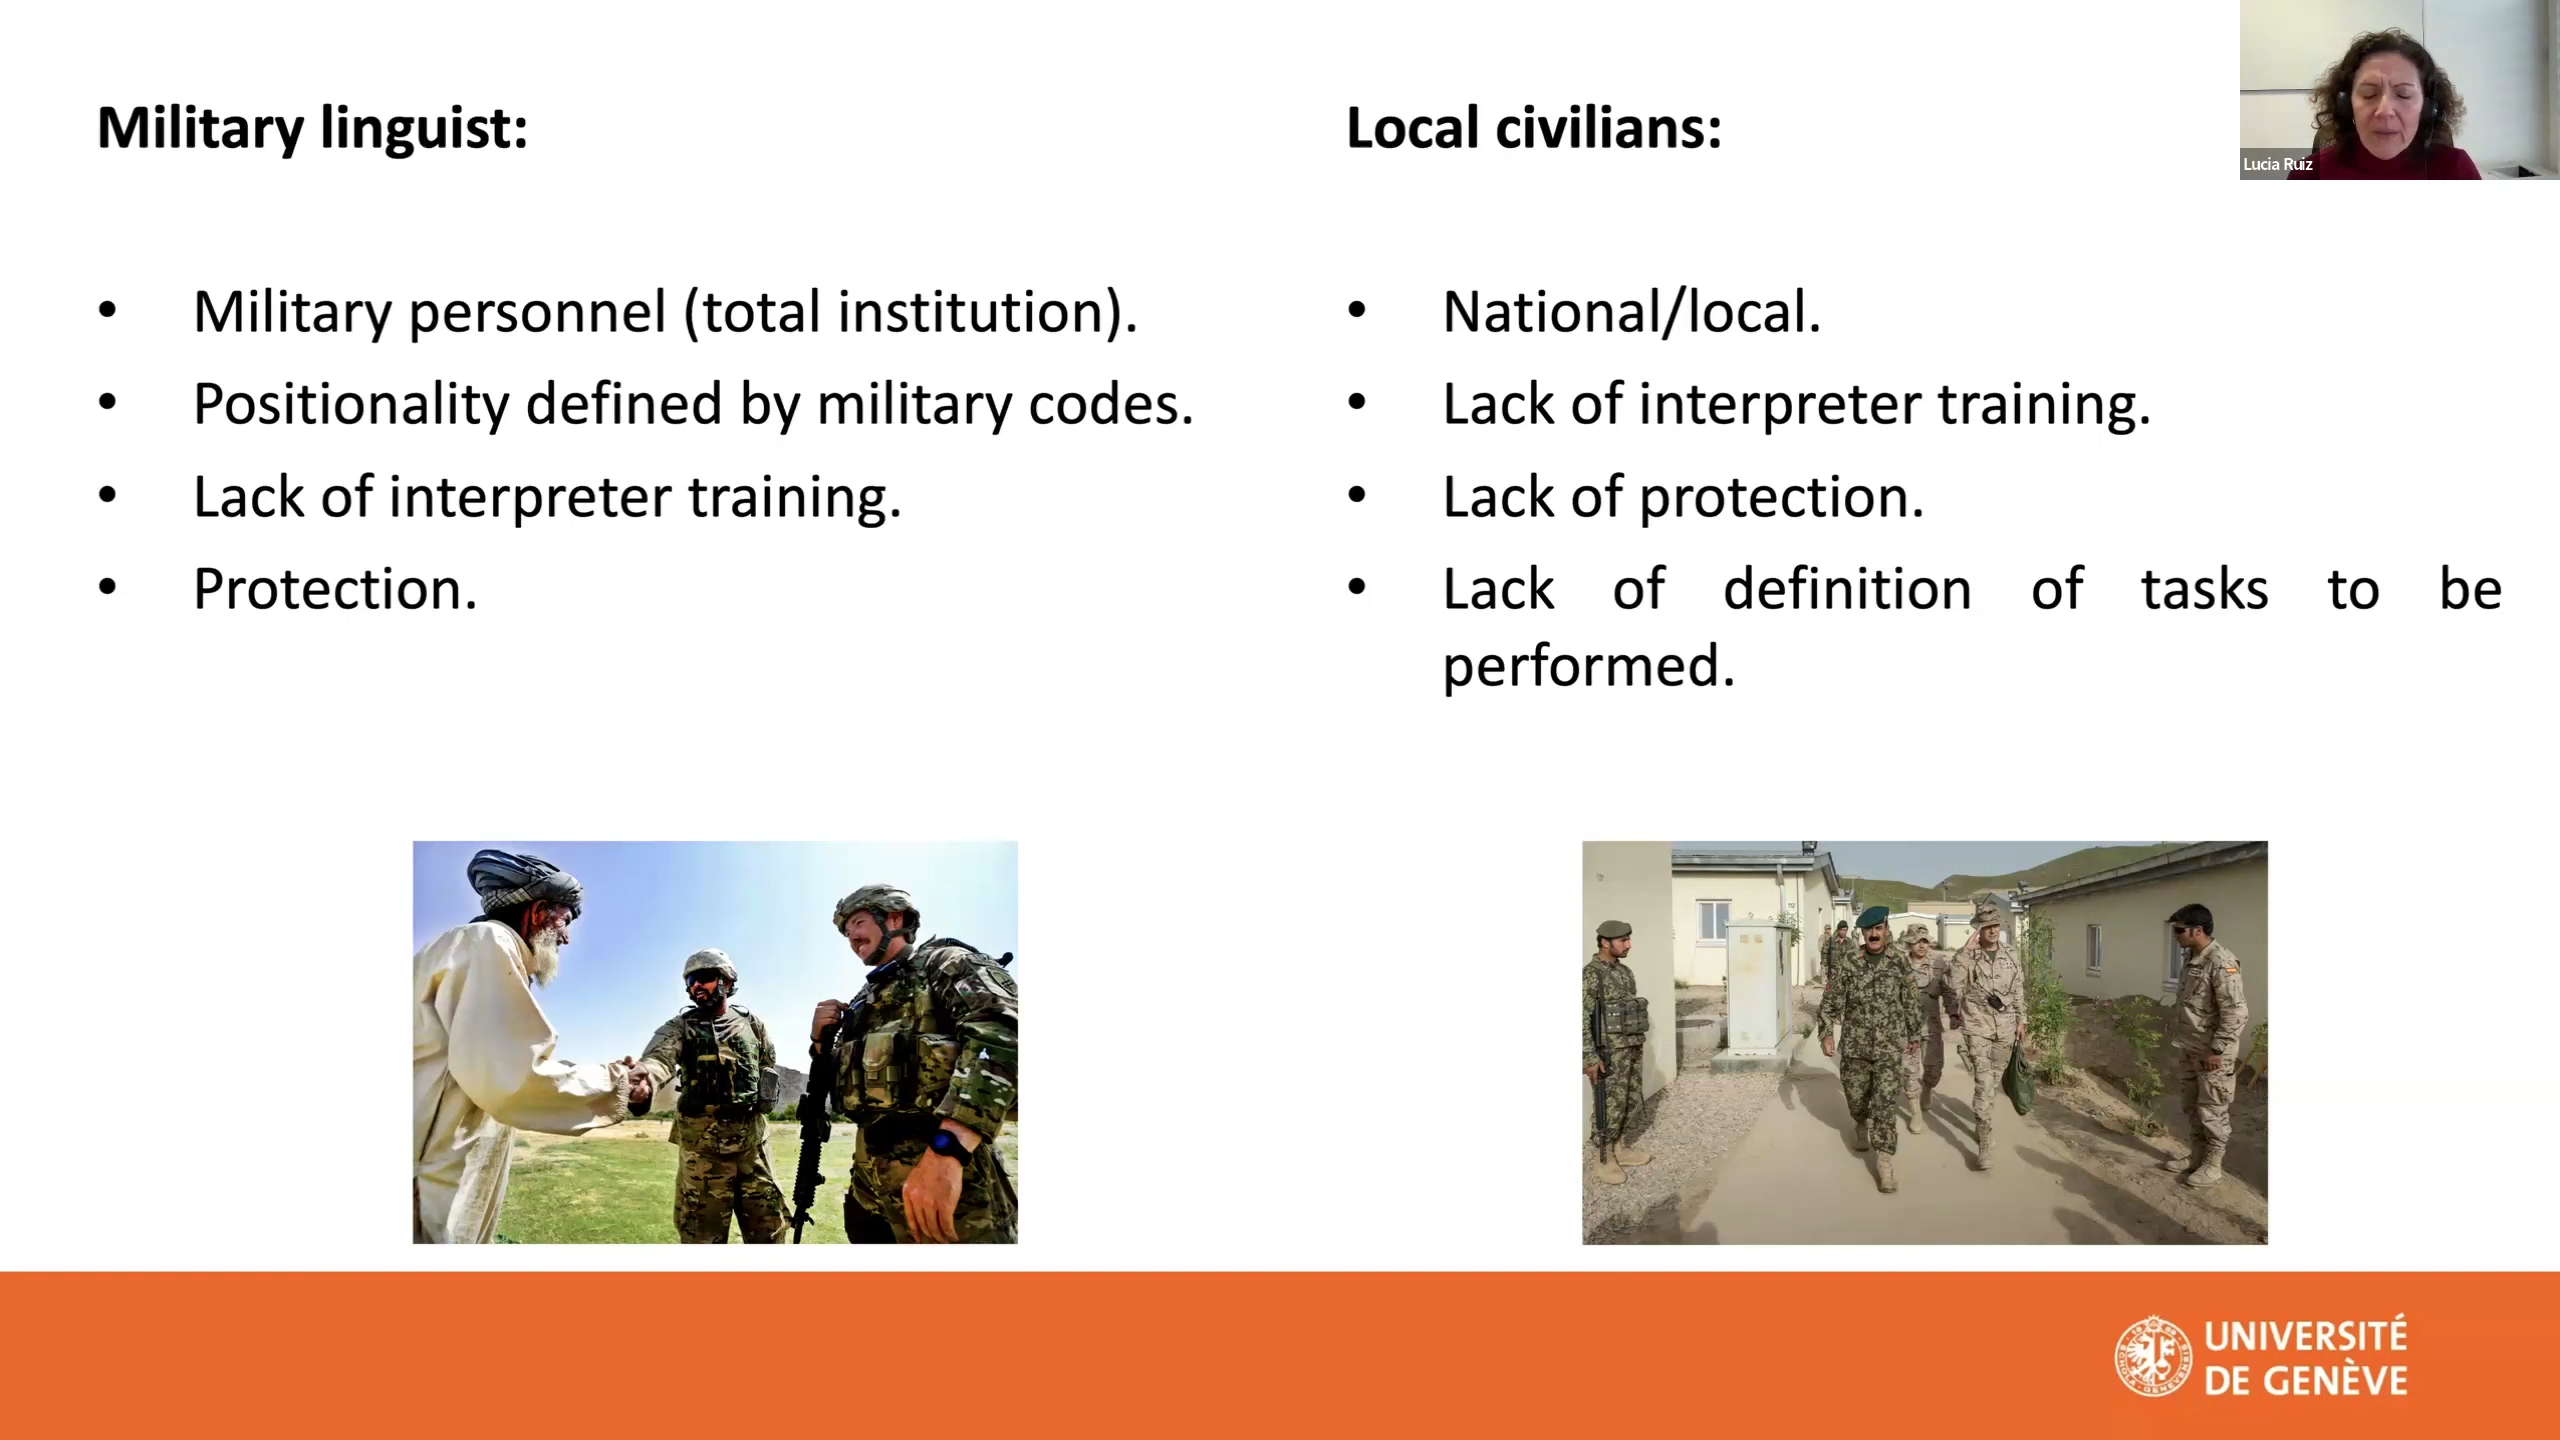 Military linguist:
• Military personnel (total institution).
• Positionality defined by military codes.
• Lack of interpreter training.
• Protection.
Local civilians:
• National/local.
• Lack of interpreter training.
• Lack of protection.
• Lack of definition of tasks to be
performed.
Lucia Ruiz
UNIVERSITÉ
DE GENÈVE